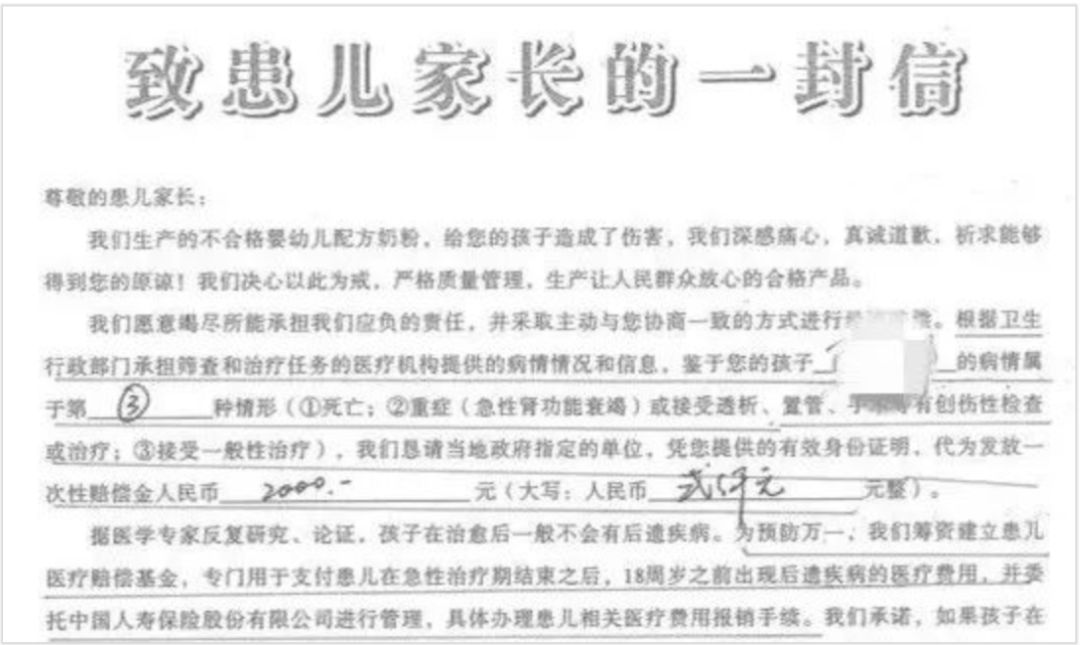 致患儿家长的一封信
尊敬的患儿家长：
我们生产的不合格婴幼儿配方奶粉，给您的孩子造成了伤害，我们深感痛心，真诚道歉，祈求能够
得到您的原谅！我们决心以此为戒，严格质量管理，生产让人民群众放心的合格产品。
我们愿意竭尽所能承担我们应负的责任，并采取主动与您协商一致的方式进行 。根据卫生
行政部门承担筛查和治疗任务的医疗机构提供的病情情况和信息，鉴于您的孩子 的病情属
于第 ③ 种情形（①死亡；②重症（急性肾功能衰竭）或接受透析、置管、手术等有创伤性检查
或治疗；③接受一般性治疗），我们恳请当地政府指定的单位，凭您提供的有效身份证明，代为发放一
次性赔偿金人民币 2000.- 元（大写：人民币 贰仟元 元整）。
据医学专家反复研究、论证，孩子在治愈后一般不会有后遗疾病。为预防万一，我们筹资建立患儿
医疗赔偿基金，专门用于支付患儿在急性治疗期结束之后，18周岁之前出现后遗疾病的医疗费用，并委
托中国人寿保险股份有限公司进行管理，具体办理患儿相关医疗费用报销手续。我们承诺，如果孩子在